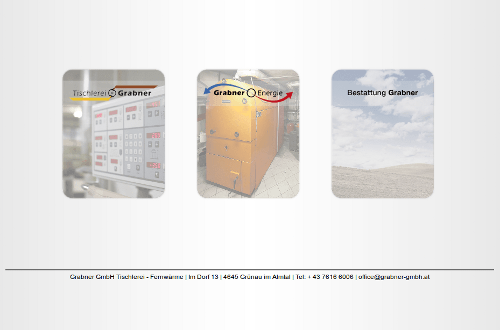 Tischlerei Grabner
Grabner Energie
Bestattung Grabner
Grabner GmbH Tischlerei - Fernwärme | Im Dorf 13 | 4645 Grünau im Almtal | Tel: +43 7616 6006 | office@grabner-gmbh.at